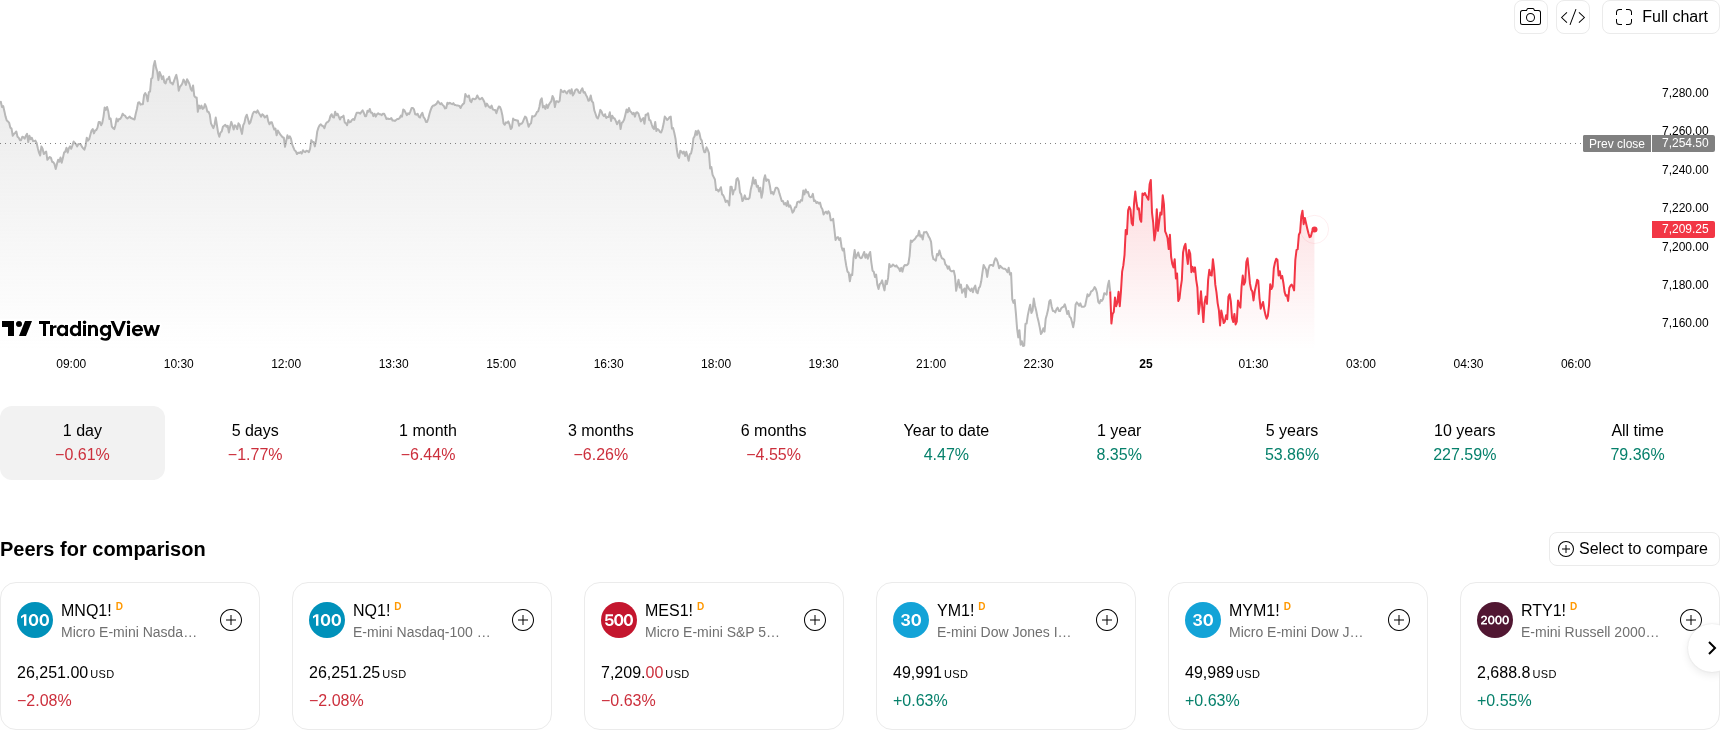 Full chart
7,280.00
7,260.00
Prev close 7,254.50
7,240.00
7,220.00
7,209.25
7,200.00
7,180.00
7,160.00
TradingView
09:00 10:30 12:00 13:30 15:00 16:30 18:00 19:30 21:00 22:30 25 01:30 03:00 04:30 06:00
1 day 5 days 1 month 3 months 6 months Year to date 1 year 5 years 10 years All time
−0.61% −1.77% −6.44% −6.26% −4.55% 4.47% 8.35% 53.86% 227.59% 79.36%
Peers for comparison
Select to compare
100 MNQ1! D
Micro E-mini Nasda…
26,251.00 USD
−2.08%
100 NQ1! D
E-mini Nasdaq-100 …
26,251.25 USD
−2.08%
500 MES1! D
Micro E-mini S&P 5…
7,209.00 USD
−0.63%
30 YM1! D
E-mini Dow Jones I…
49,991 USD
+0.63%
30 MYM1! D
Micro E-mini Dow J…
49,989 USD
+0.63%
2000 RTY1! D
E-mini Russell 2000…
2,688.8 USD
+0.55%